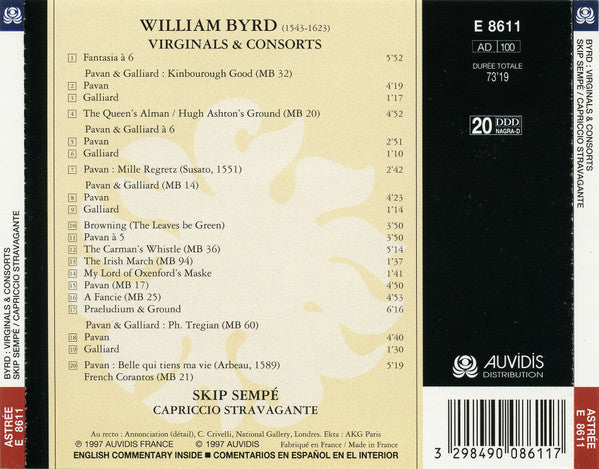 BYRD : VIRGINALS & CONSORTS
SKIP SEMPÉ / CAPRICCIO STRAVAGANTE
ASTRÉE
E 8611
WILLIAM BYRD (1543-1623)
VIRGINALS & CONSORTS
1 Fantasia à 6 5'52
Pavan & Galliard : Kinbourough Good (MB 32)
2 Pavan 4'19
3 Galliard 1'17
4 The Queen's Alman / Hugh Ashton's Ground (MB 20) 4'52
Pavan & Galliard à 6
5 Pavan 2'51
6 Galliard 1'10
7 Pavan : Mille Regretz (Susato, 1551) 2'42
Pavan & Galliard (MB 14)
8 Pavan 4'23
9 Galliard 1'14
10 Browning (The Leaves be Green) 3'50
11 Pavan à 5 3'50
12 The Carman's Whistle (MB 36) 5'14
13 The Irish March (MB 94) 1'37
14 My Lord of Oxenford's Maske 1'41
15 Pavan (MB 17) 4'50
16 A Fancie (MB 25) 4'53
17 Praeludium & Ground 6'16
Pavan & Galliard : Ph. Tregian (MB 60)
18 Pavan 4'40
19 Galliard 1'30
20 Pavan : Belle qui tiens ma vie (Arbeau, 1589) 5'19
French Corantos (MB 21)
SKIP SEMPÉ
CAPRICCIO STRAVAGANTE
Au recto : Annonciation (détail), C. Crivelli, National Gallery, Londres. Ekta : AKG Paris
℗ 1997 AUVIDIS FRANCE © 1997 AUVIDIS Fabriqué en France / Made in France
ENGLISH COMMENTARY INSIDE • COMENTARIOS EN ESPAÑOL EN EL INTERIOR
E 8611
AD 100
DURÉE TOTALE
73'19
20 DDD
NAGRA-D
AUVIDIS
DISTRIBUTION
3 298490 086117
BYRD : VIRGINALS & CONSORTS
SKIP SEMPÉ / CAPRICCIO STRAVAGANTE
ASTRÉE
E 8611